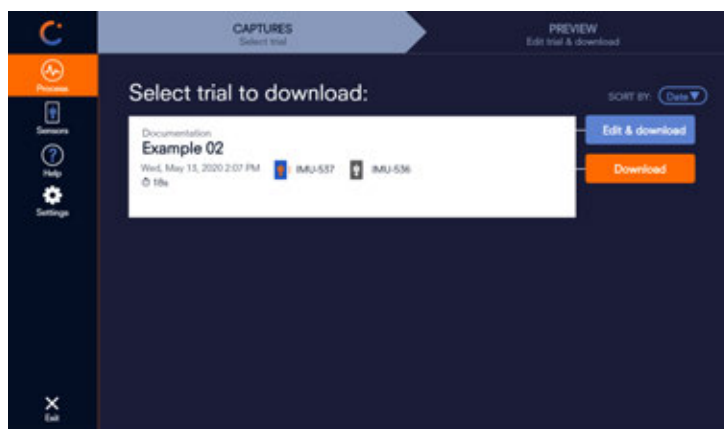 CAPTURES
Select trial
PREVIEW
Edit trial & download
Process
Sensors
Help
Settings
Exit
Select trial to download:
SORT BY: Date▼
Documentation
Example 02
Wed, May 13, 2020 2:07 PM
IMU-537
IMU-536
18s
Edit & download
Download